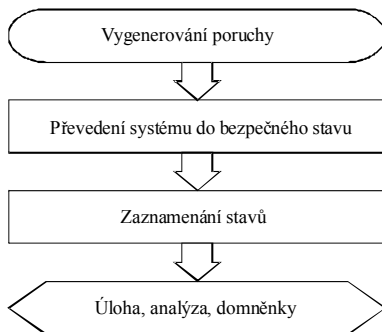 Vygenerování poruchy
Převedení systému do bezpečného stavu
Zaznamenání stavů
Úloha, analýza, domněnky